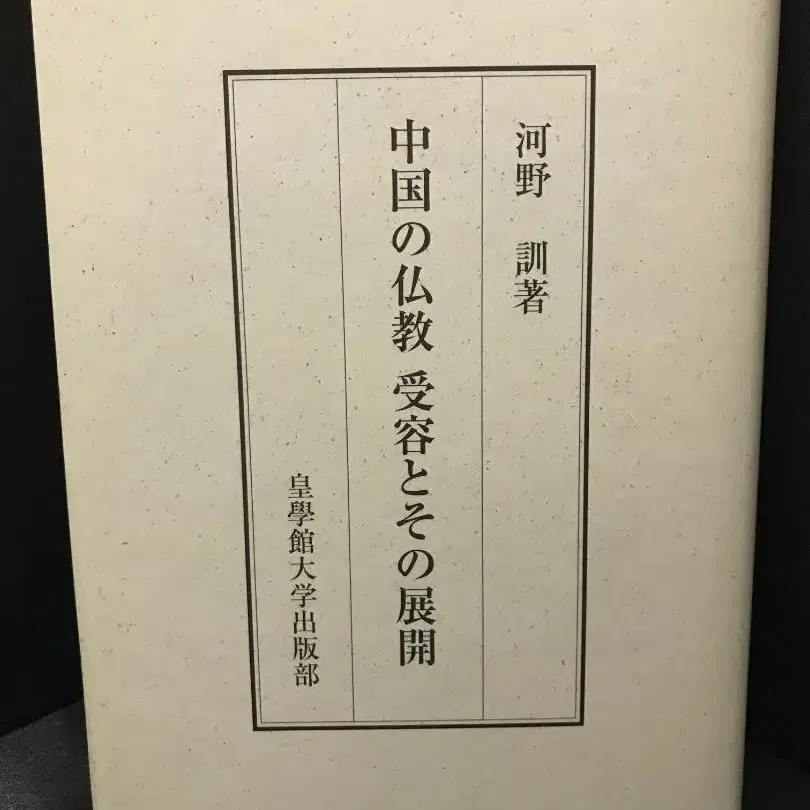 河野 訓著
中国の仏教 受容とその展開
皇學館大学出版部